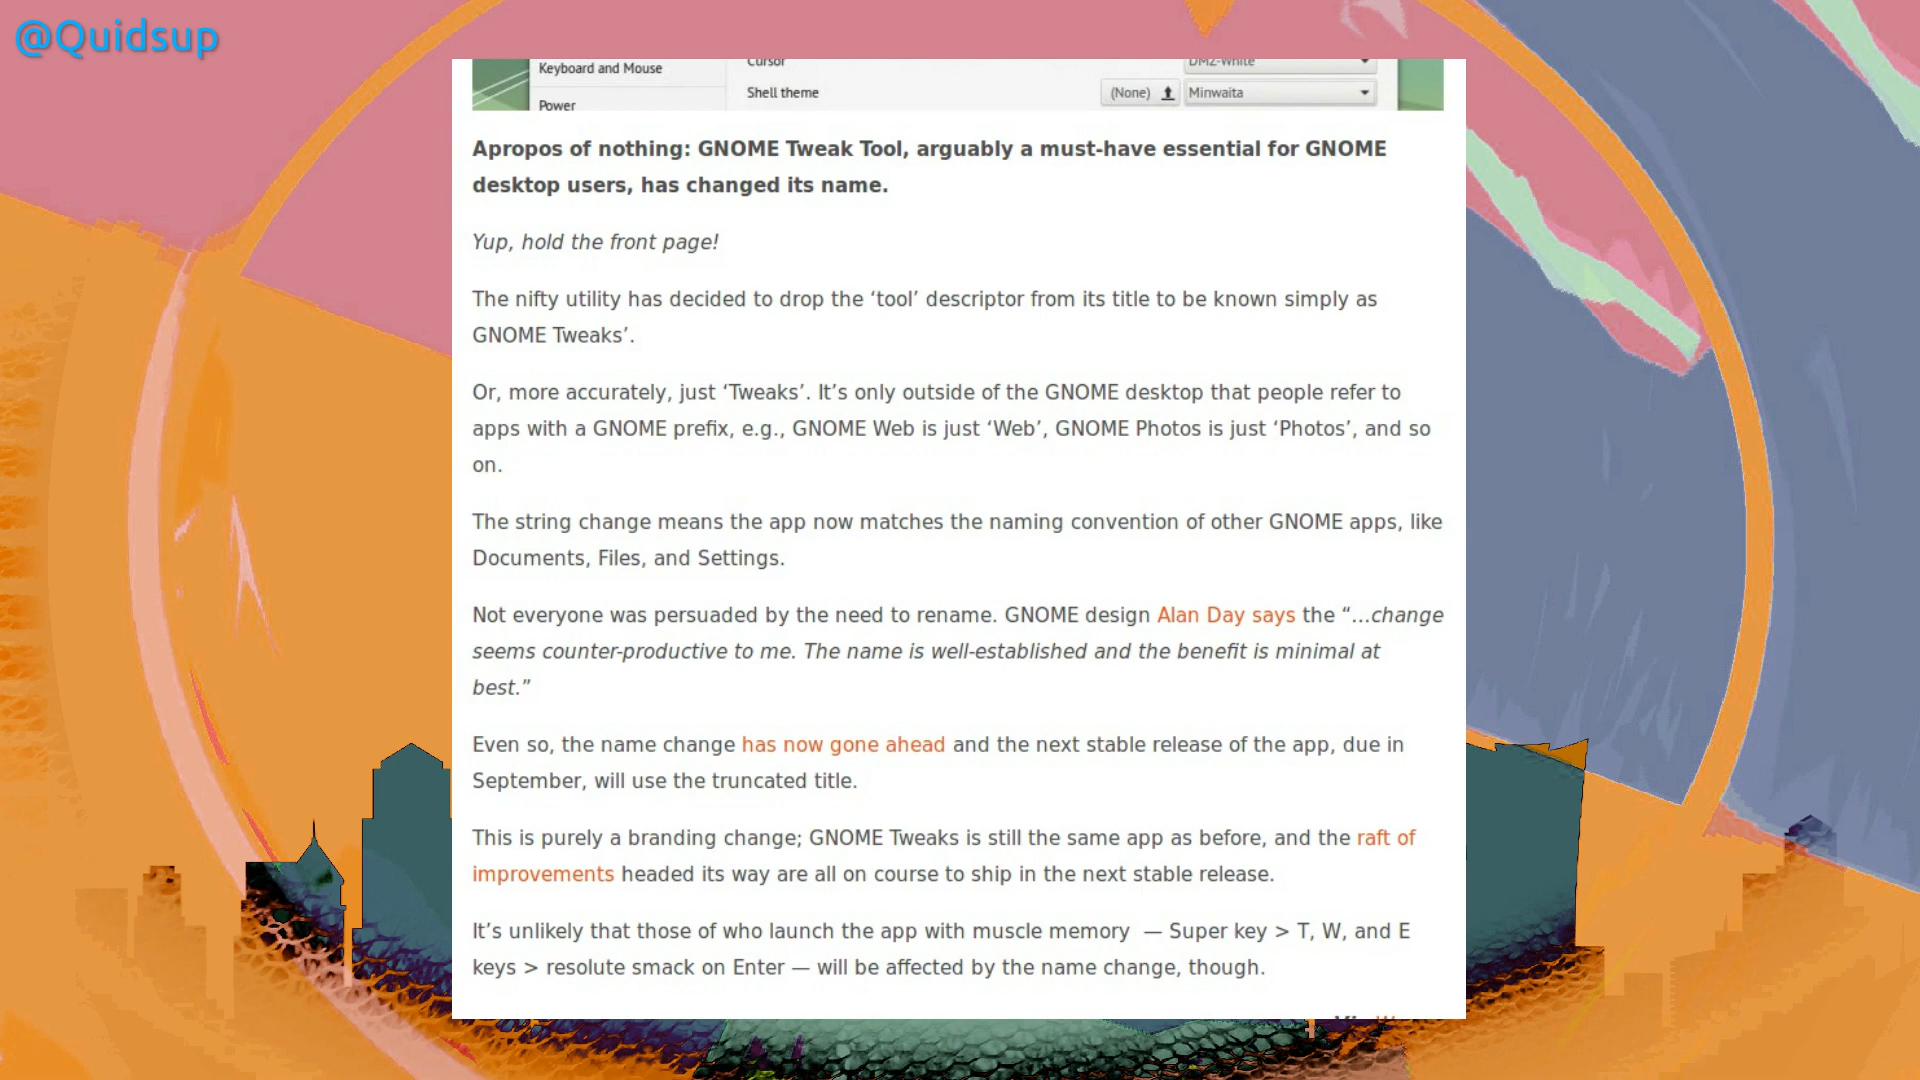 @Quidsup
Keyboard and Mouse
Cursor
DMZ-White
Shell theme
(None)
Minwaita
Power
Apropos of nothing: GNOME Tweak Tool, arguably a must-have essential for GNOME
desktop users, has changed its name.
Yup, hold the front page!
The nifty utility has decided to drop the ‘tool’ descriptor from its title to be known simply as
GNOME Tweaks’.
Or, more accurately, just ‘Tweaks’. It’s only outside of the GNOME desktop that people refer to
apps with a GNOME prefix, e.g., GNOME Web is just ‘Web’, GNOME Photos is just ‘Photos’, and so
on.
The string change means the app now matches the naming convention of other GNOME apps, like
Documents, Files, and Settings.
Not everyone was persuaded by the need to rename. GNOME design Alan Day says the “…change
seems counter-productive to me. The name is well-established and the benefit is minimal at
best.”
Even so, the name change has now gone ahead and the next stable release of the app, due in
September, will use the truncated title.
This is purely a branding change; GNOME Tweaks is still the same app as before, and the raft of
improvements headed its way are all on course to ship in the next stable release.
It’s unlikely that those of who launch the app with muscle memory  — Super key > T, W, and E
keys > resolute smack on Enter — will be affected by the name change, though.